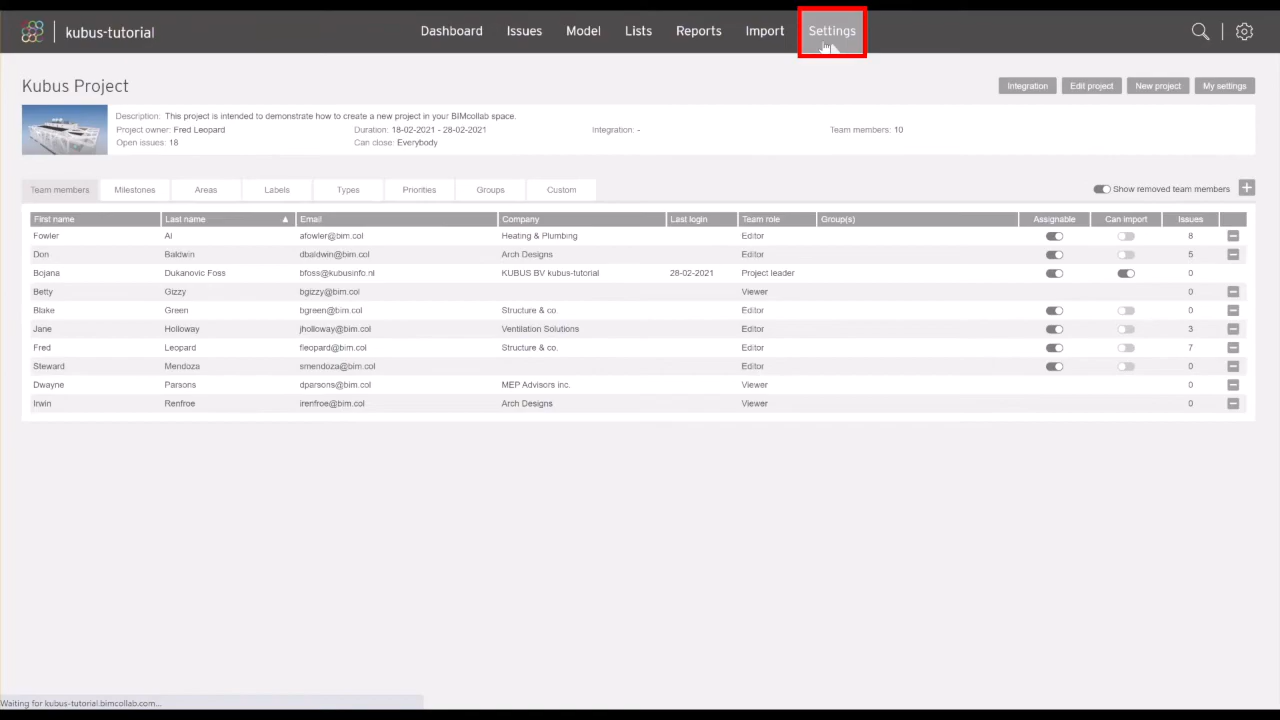 kubus-tutorial Dashboard Issues Model Lists Reports Import Settings
Kubus Project Integration Edit project New project My settings
Description: This project is intended to demonstrate how to create a new project in your BIMcollab space.
Project owner: Fred Leopard Duration: 18-02-2021 - 28-02-2021 Integration: - Team members: 10
Open issues: 18 Can close: Everybody
Team members Milestones Areas Labels Types Priorities Groups Custom Show removed team members
First name Last name Email Company Last login Team role Group(s) Assignable Can import Issues
Fowler Al afowler@bim.col Heating & Plumbing Editor 8
Don Baldwin dbaldwin@bim.col Arch Designs Editor 5
Bojana Dukanovic Foss bfoss@kubusinfo.nl KUBUS BV kubus-tutorial 28-02-2021 Project leader 0
Betty Gizzy bgizzy@bim.col Viewer 0
Blake Green bgreen@bim.col Structure & co. Editor 0
Jane Holloway jholloway@bim.col Ventilation Solutions Editor 3
Fred Leopard fleopard@bim.col Structure & co. Editor 7
Steward Mendoza smendoza@bim.col Editor 0
Dwayne Parsons dparsons@bim.col MEP Advisors inc. Viewer 0
Irwin Renfroe irenfroe@bim.col Arch Designs Viewer 0
Waiting for kubus-tutorial.bimcollab.com...